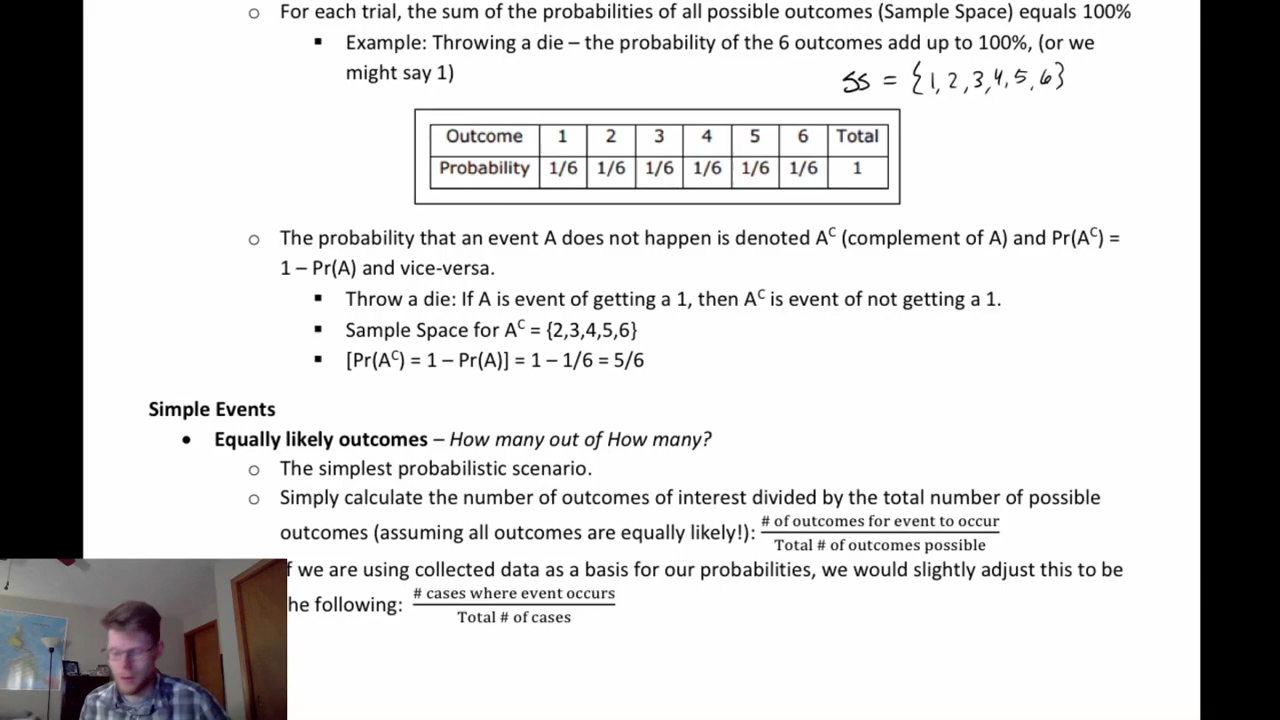 o For each trial, the sum of the probabilities of all possible outcomes (Sample Space) equals 100%
▪ Example: Throwing a die – the probability of the 6 outcomes add up to 100%, (or we
might say 1)
SS = {1, 2, 3, 4, 5, 6}
Outcome 1 2 3 4 5 6 Total
Probability 1/6 1/6 1/6 1/6 1/6 1/6 1
o The probability that an event A does not happen is denoted Aᶜ (complement of A) and Pr(Aᶜ) =
1 – Pr(A) and vice-versa.
▪ Throw a die: If A is event of getting a 1, then Aᶜ is event of not getting a 1.
▪ Sample Space for Aᶜ = {2,3,4,5,6}
▪ [Pr(Aᶜ) = 1 – Pr(A)] = 1 – 1/6 = 5/6
Simple Events
• Equally likely outcomes – How many out of How many?
o The simplest probabilistic scenario.
o Simply calculate the number of outcomes of interest divided by the total number of possible
outcomes (assuming all outcomes are equally likely!): # of outcomes for event to occur
Total # of outcomes possible
f we are using collected data as a basis for our probabilities, we would slightly adjust this to be
he following: # cases where event occurs
Total # of cases